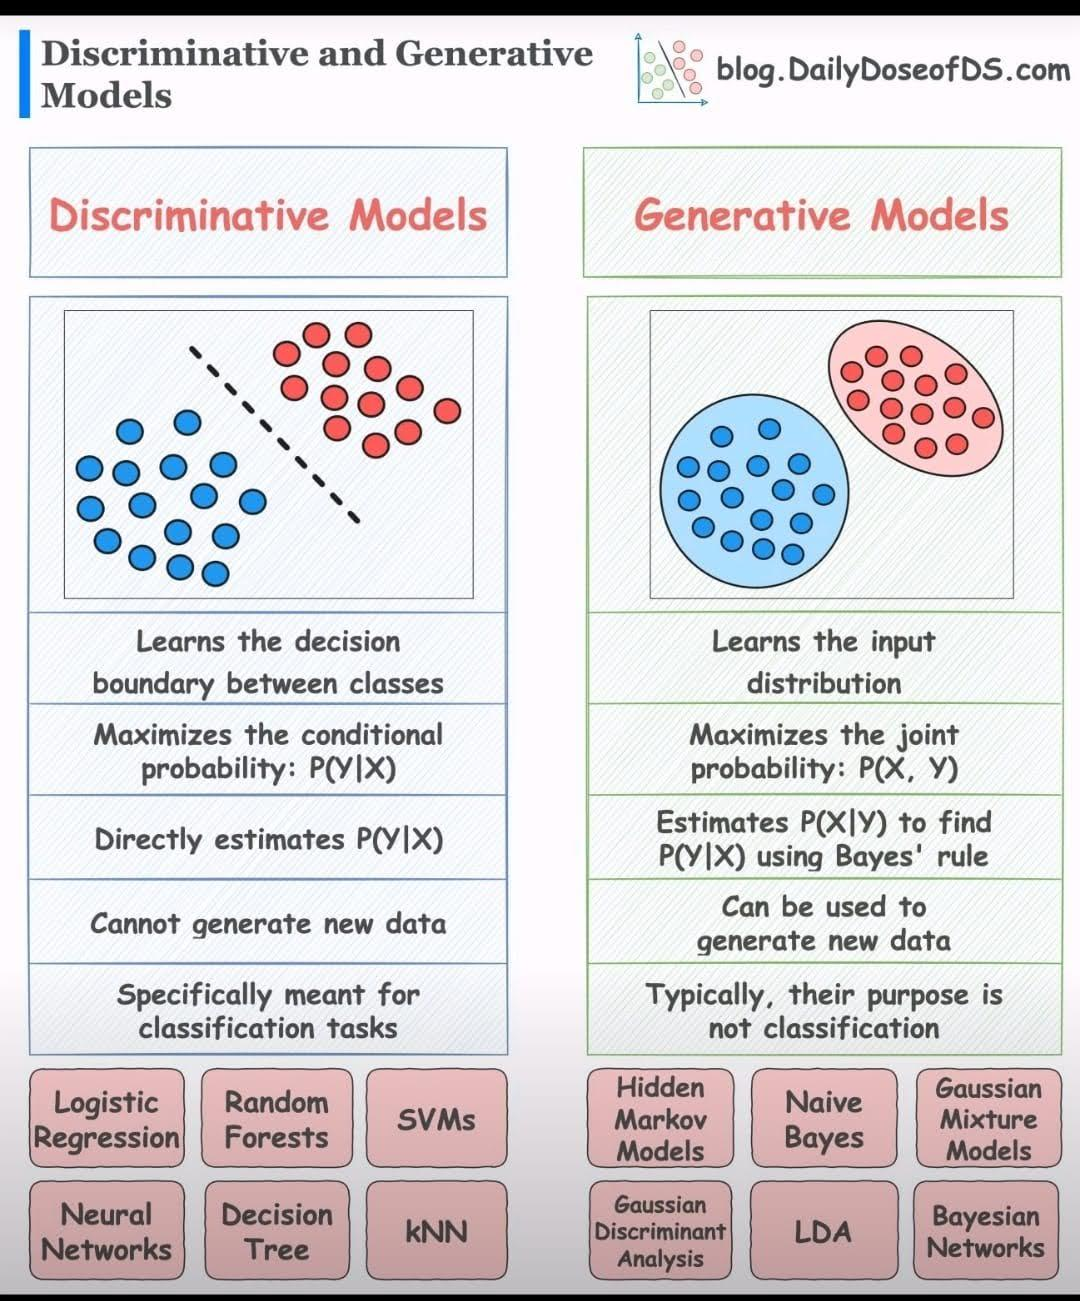 Discriminative and Generative
Models
blog.DailyDoseofDS.com
Discriminative Models
Learns the decision
boundary between classes
Maximizes the conditional
probability: P(Y|X)
Directly estimates P(Y|X)
Cannot generate new data
Specifically meant for
classification tasks
Logistic
Regression
Random
Forests
SVMs
Neural
Networks
Decision
Tree
kNN
Generative Models
Learns the input
distribution
Maximizes the joint
probability: P(X, Y)
Estimates P(X|Y) to find
P(Y|X) using Bayes' rule
Can be used to
generate new data
Typically, their purpose is
not classification
Hidden
Markov
Models
Naive
Bayes
Gaussian
Mixture
Models
Gaussian
Discriminant
Analysis
LDA
Bayesian
Networks